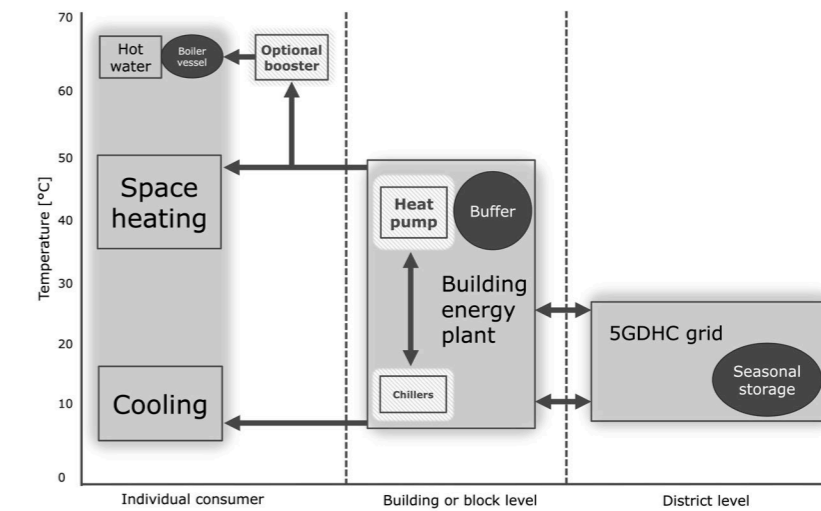 70
60
50
40
30
20
10
0
Temperature [°C]
Hot
water
Boiler
vessel
Optional
booster
Space
heating
Cooling
Heat
pump
Buffer
Building
energy
plant
Chillers
5GDHC grid
Seasonal
storage
Individual consumer
Building or block level
District level